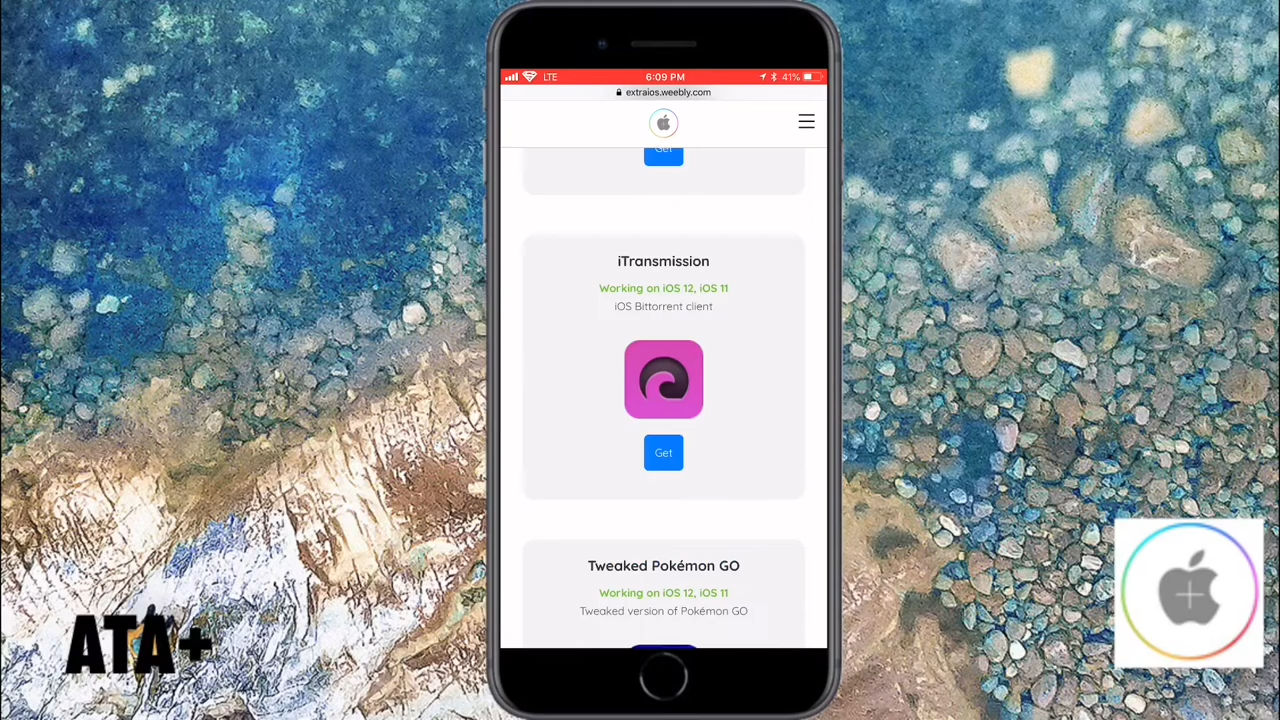 LTE 6:09 PM 41%
extraios.weebly.com
Get
iTransmission
Working on iOS 12, iOS 11
iOS Bittorrent client
Get
Tweaked Pokémon GO
Working on iOS 12, iOS 11
Tweaked version of Pokémon GO
ATA+